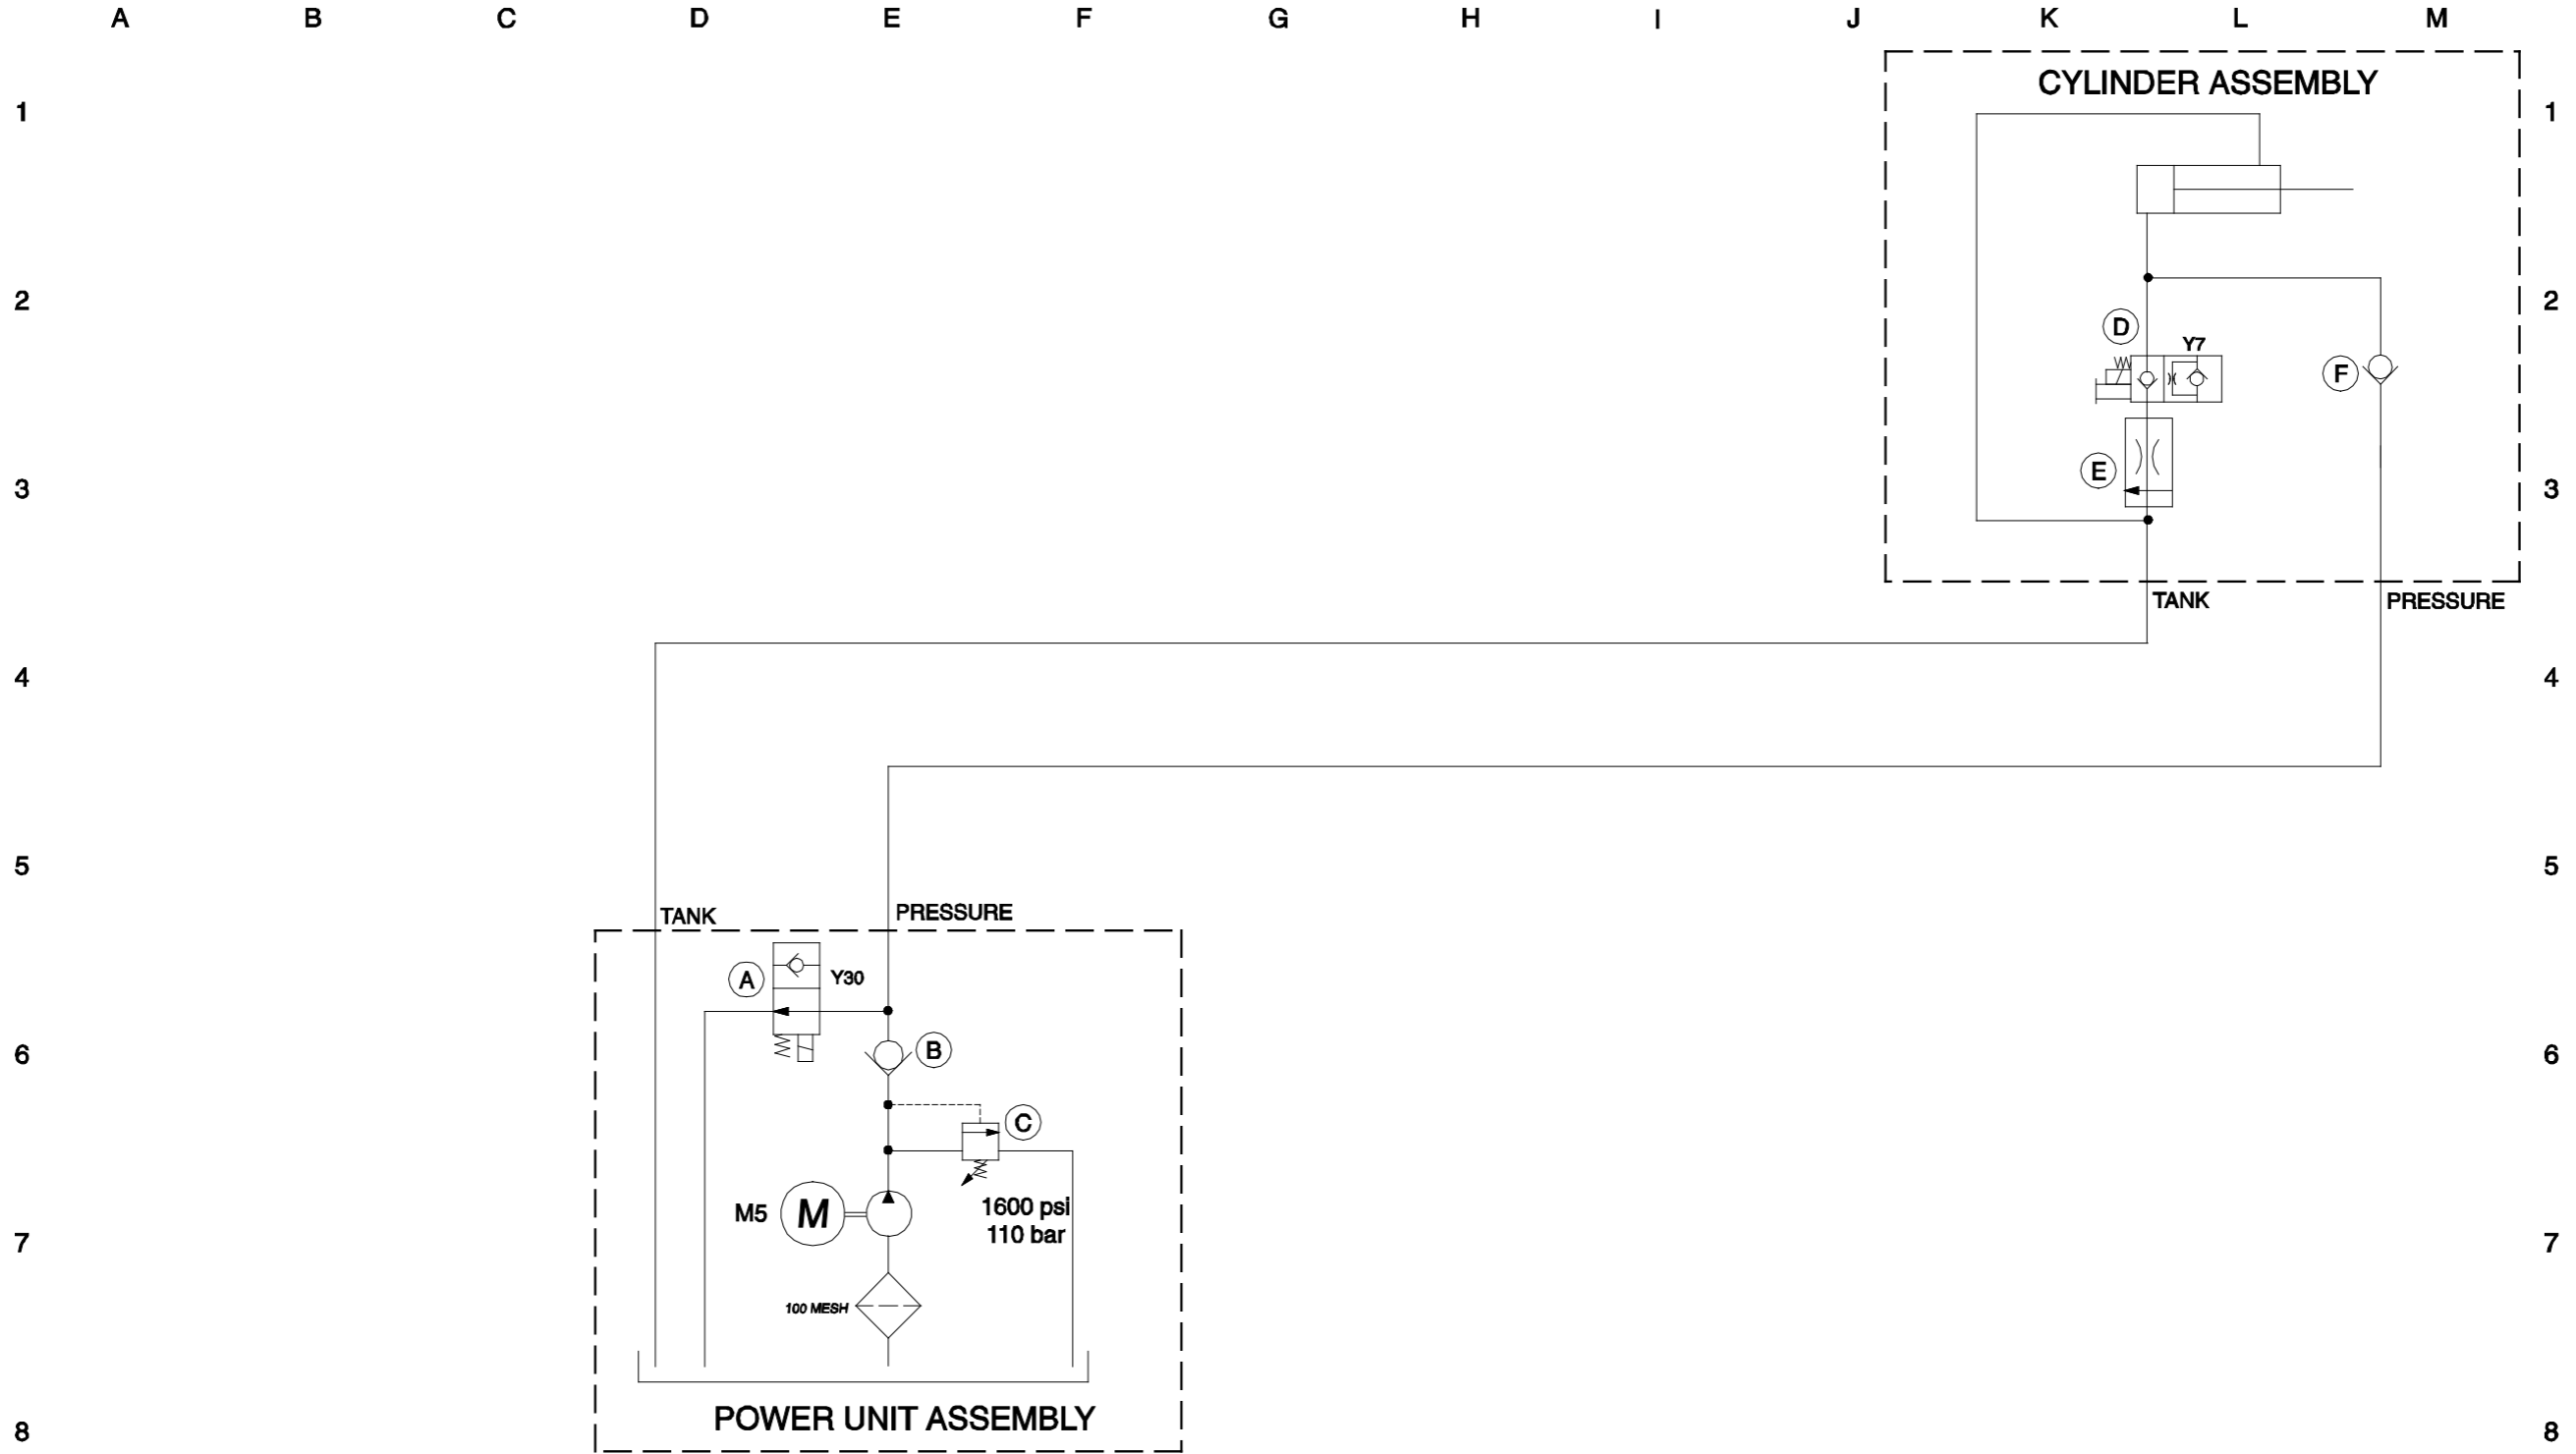 A B C D E F G H I J K L M
CYLINDER ASSEMBLY
1 1
2 2
D
Y7
F
E
3 3
TANK PRESSURE
4 4
5 5
TANK PRESSURE
A Y30
6 B 6
C
M5 M 1600 psi
110 bar
7 7
100 MESH
POWER UNIT ASSEMBLY
8 8